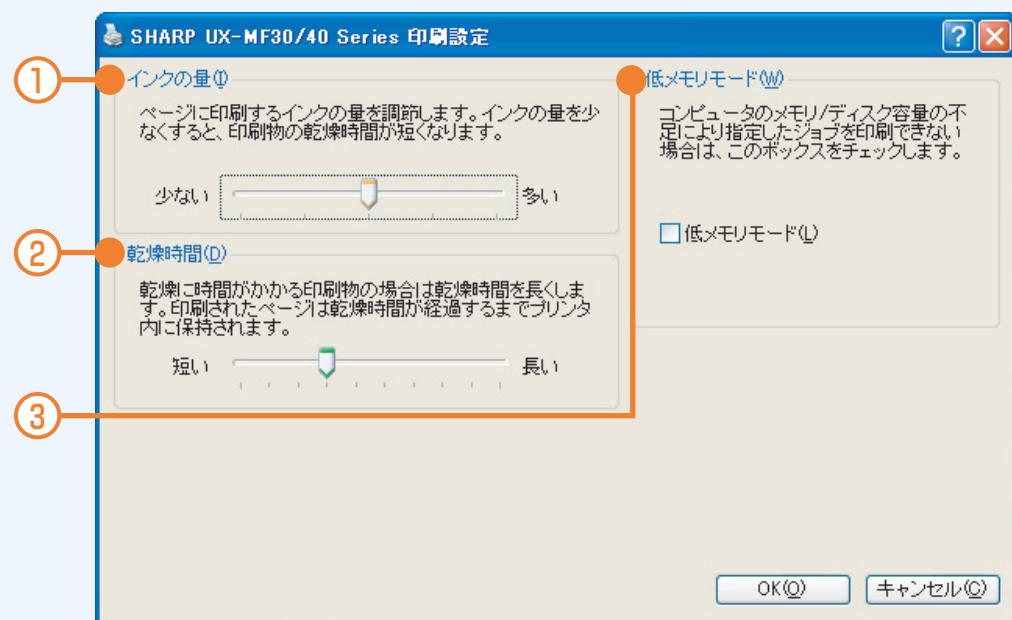 SHARP UX-MF30/40 Series 印刷設定
①
インクの量(I)
ページに印刷するインクの量を調節します。インクの量を少
なくすると、印刷物の乾燥時間が短くなります。
少ない 多い
②
乾燥時間(D)
乾燥に時間がかかる印刷物の場合は乾燥時間を長くしま
す。印刷されたページは乾燥時間が経過するまでプリンタ
内に保持されます。
短い 長い
③
低メモリモード(W)
コンピュータのメモリ/ディスク容量の不
足により指定したジョブを印刷できない
場合は、このボックスをチェックします。
低メモリモード(L)
OK(O) キャンセル(C)